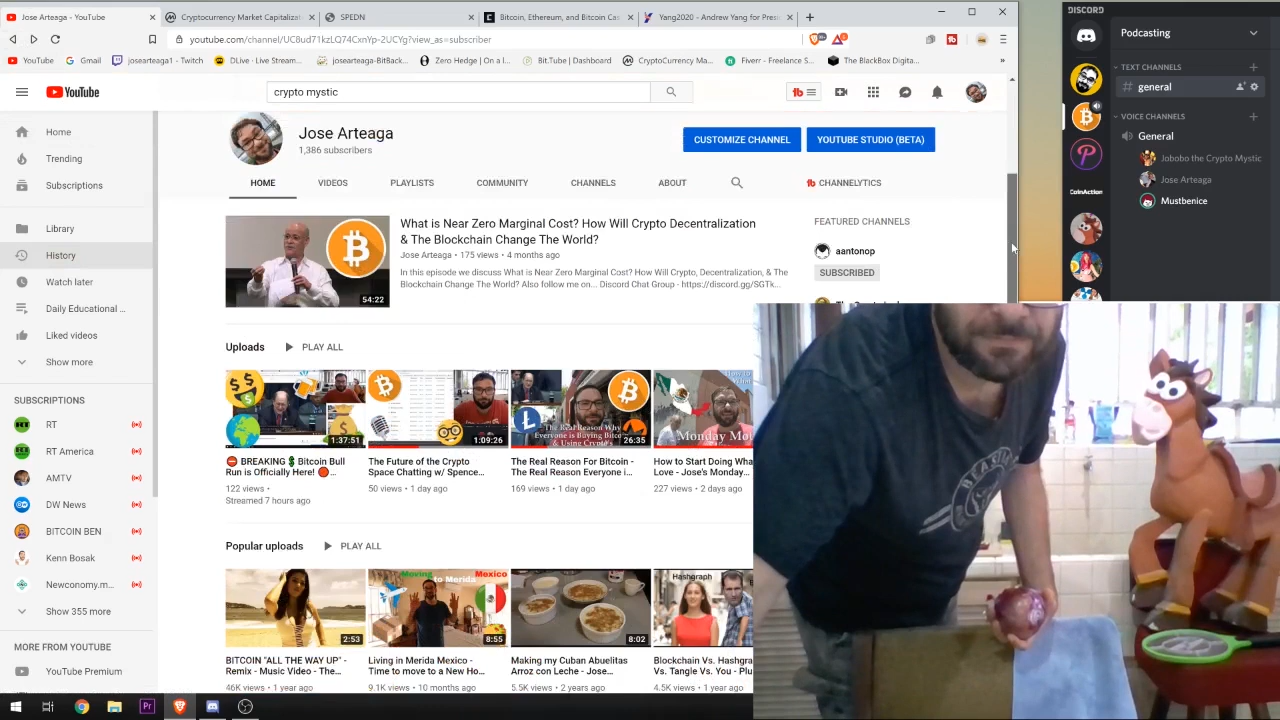 Jose Arteaga - YouTube
Cryptocurrency Market Capitaliza
SPEDN
Bitcoin, Ethereum, and Bitcoin Cas
Yang2020 - Andrew Yang for Presi
DISCORD
Podcasting
TEXT CHANNELS
# general
VOICE CHANNELS
General
Jobobo the Crypto Mystic
Jose Arteaga
Mustbenice
CoinAction
YouTube
Gmail
josearteaga1 - Twitch
DLive · Live Stream...
josearteaga-BitBack...
Zero Hedge | On a l...
Bit.Tube | Dashboard
CryptoCurrency Ma...
Fiverr - Freelance S...
The BlackBox Digita...
YouTube
crypto mystic
Home
Trending
Subscriptions
Library
History
Watch later
Daily Educational ...
Liked videos
Show more
SUBSCRIPTIONS
RT
RT America
AMTV
DW News
BITCOIN BEN
Kenn Bosak
Newconomy.m...
Show 355 more
MORE FROM YOUTUBE
YouTube Premium
Jose Arteaga
1,386 subscribers
CUSTOMIZE CHANNEL
YOUTUBE STUDIO (BETA)
HOME
VIDEOS
PLAYLISTS
COMMUNITY
CHANNELS
ABOUT
CHANNELYTICS
54:22
What is Near Zero Marginal Cost? How Will Crypto Decentralization
& The Blockchain Change The World?
Jose Arteaga • 175 views • 4 months ago
In this episode we discuss What is Near Zero Marginal Cost? How Will Crypto, Decentralization, & The
Blockchain Change The World? Also follow me on... Discord Chat Group - https://discord.gg/SGTk...
FEATURED CHANNELS
aantonop
SUBSCRIBED
Uploads
PLAY ALL
1:37:51
1:09:26
The Real Reason Why
Everyone is Buying Bitcoin
& Using Crypto's
26:35
Monday Mo
BREAKING Bitcoin Bull
Run is Officially Here!
122 views •
Streamed 7 hours ago
The Future of the Crypto
Space Chatting w/ Spence...
50 views • 1 day ago
The Real Reason For Bitcoin -
The Real Reason Everyone i...
169 views • 1 day ago
How to Start Doing Wha
Love - Jose's Monday...
227 views • 2 days ago
Popular uploads
PLAY ALL
2:53
Moving to Merida Mexico
8:55
8:02
Hashgraph
BITCOIN "ALL THE WAY UP" -
Remix - Music Video - The...
46K views • 1 year ago
Living in Merida Mexico -
Time to move to a New Ho...
9.1K views • 10 months ago
Making my Cuban Abuelitas
Arroz con Leche - Jose...
5.5K views • 2 years ago
Blockchain Vs. Hashgra
Vs. Tangie Vs. You - Plu
4.5K views • 1 year ago